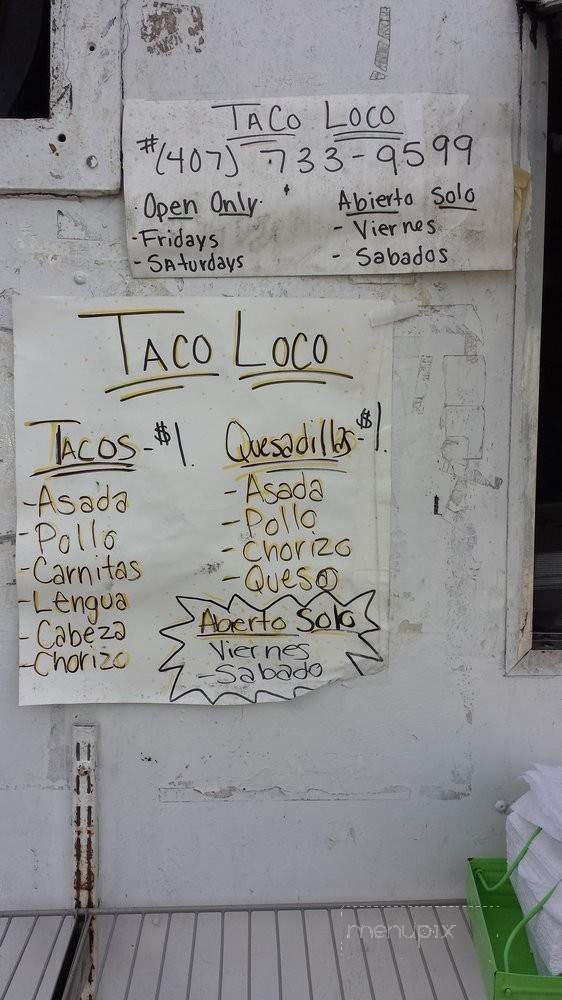 TACO LOCO
#(407) 733-9599
Open Only
- Fridays
- SATurdays
Abierto Solo
- Viernes
- Sabados
TACO LOCO
TACOS - $1.
- Asada
- Pollo
- Carnitas
- Lengua
- Cabeza
- Chorizo
Quesadillas - $1.
- Asada
- Pollo
- Chorizo
- Queso
Abierto Solo
Viernes
- Sabado
menupix